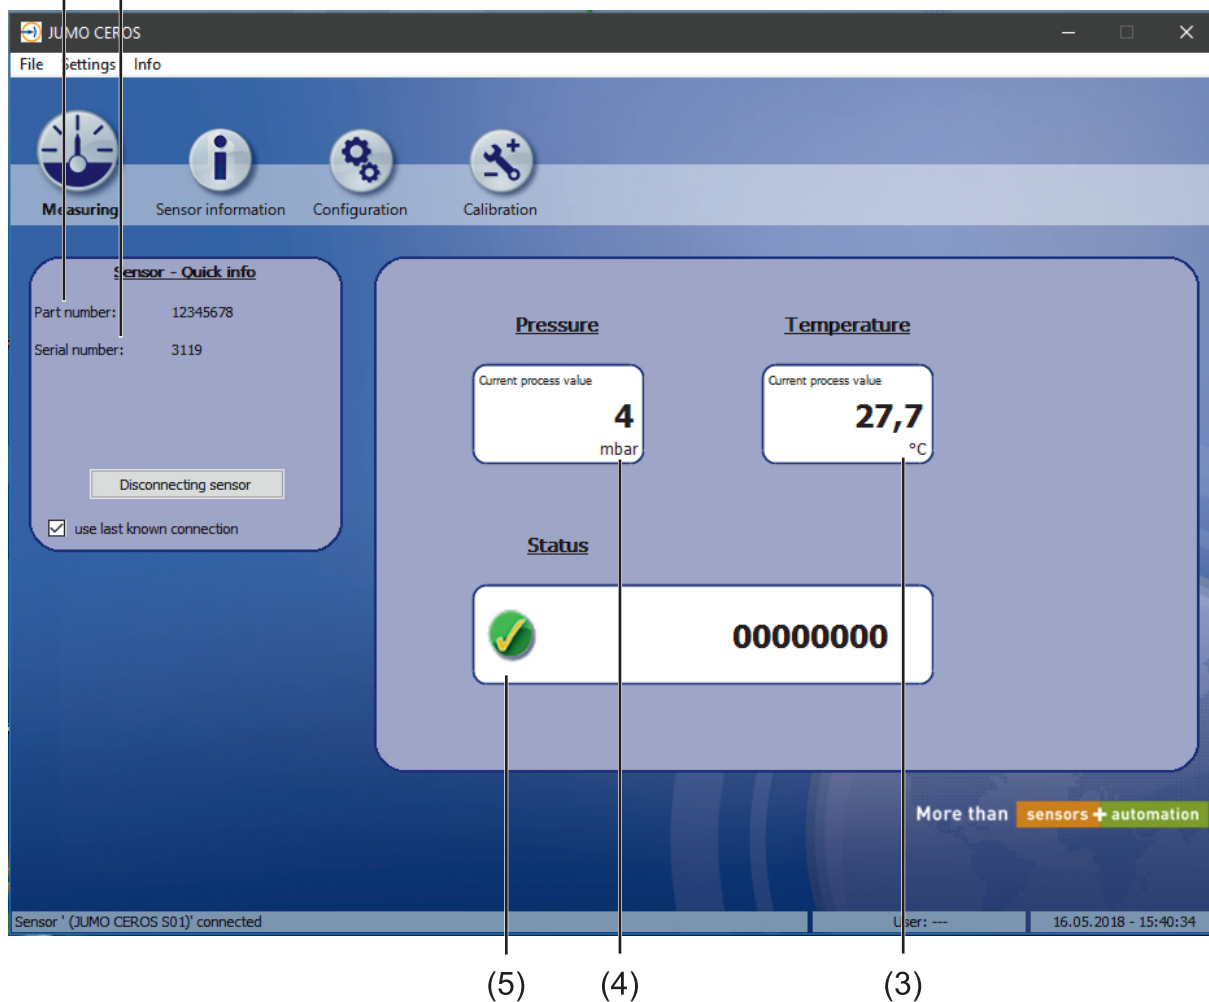 JUMO CEROS
File Settings Info
Measuring Sensor information Configuration Calibration
Sensor - Quick info
Part number: 12345678
Serial number: 3119
Disconnecting sensor
use last known connection
Pressure Temperature
Current process value Current process value
4 27,7
mbar °C
Status
00000000
More than sensors + automation
Sensor ' (JUMO CEROS S01)' connected User: --- 16.05.2018 - 15:40:34
(5) (4) (3)